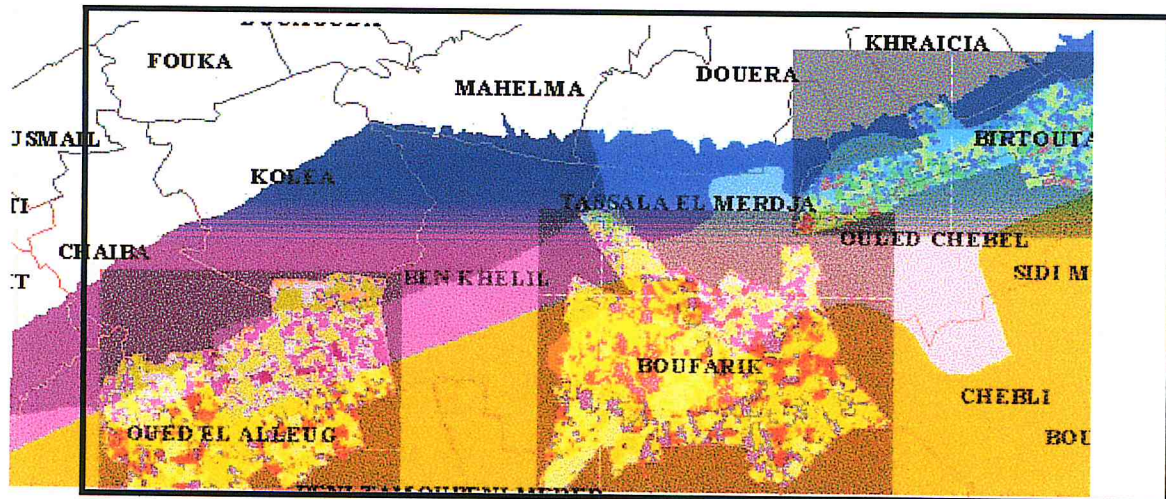 FOUKA
KHRAICIA
MAHELMA
DOUERA
BIRTOUTA
KOLEA
TASSALA EL MERDJA
CHAIBA
OULED CHEBEL
BEN KHELIL
SIDI M
BOUFARIK
CHEBLI
OUED EL ALLEUG
BOU